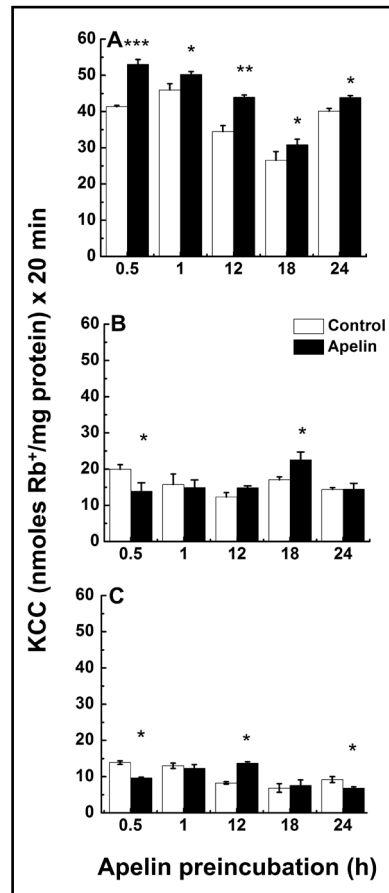 KCC (nmoles Rb⁺/mg protein) x 20 min
A
60
50
40
30
20
10
0
*** * ** * *
0.5 1 12 18 24
B
Control
Apelin
60
50
40
30
20
10
0
* *
0.5 1 12 18 24
C
60
50
40
30
20
10
0
* * *
0.5 1 12 18 24
Apelin preincubation (h)